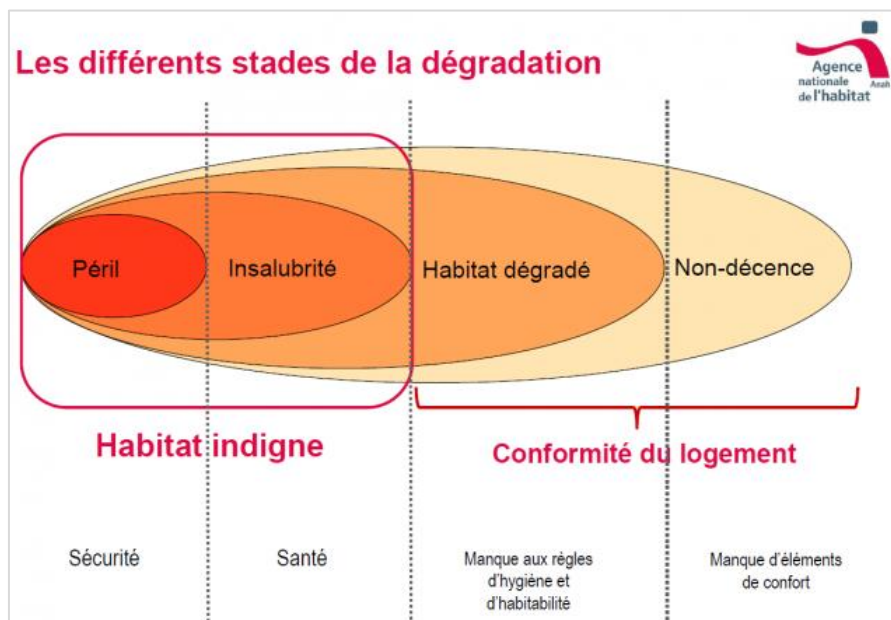 Les différents stades de la dégradation
Agence
nationale
de l'habitat
Anah
Péril
Insalubrité
Habitat dégradé
Non-décence
Habitat indigne
Conformité du logement
Sécurité
Santé
Manque aux règles
d'hygiène et
d'habitabilité
Manque d'éléments
de confort